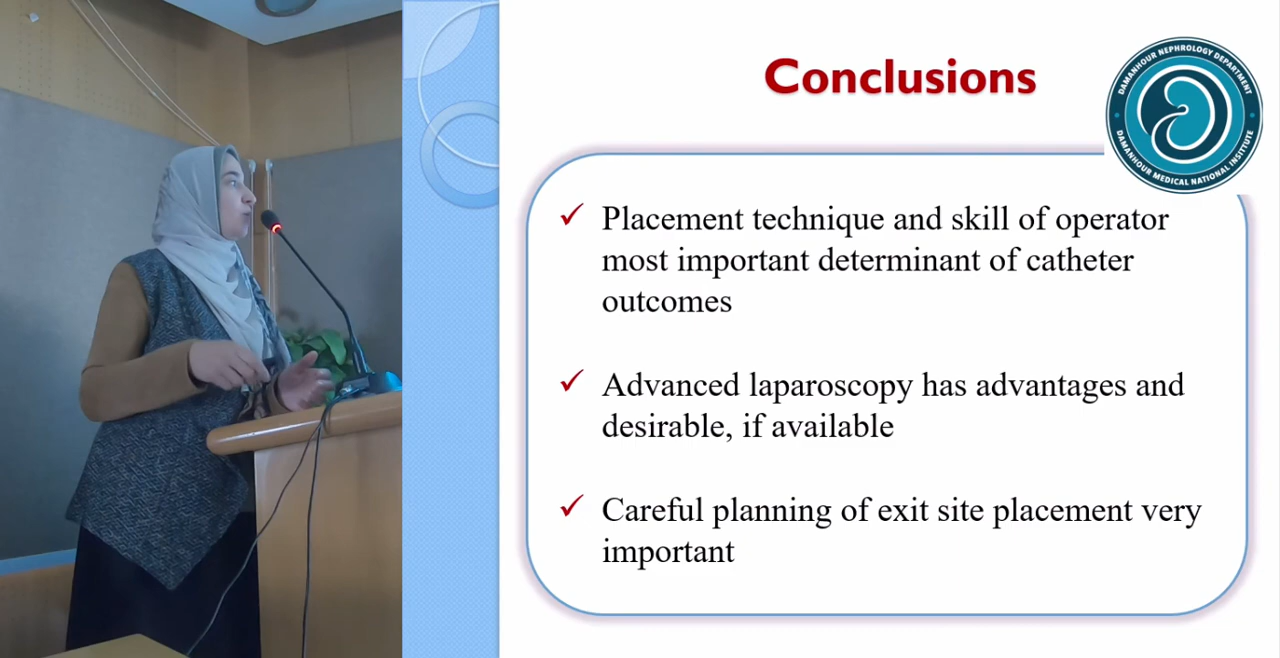 Conclusions
DAMANHOUR NEPHROLOGY DEPARTMENT
DAMANHOUR MEDICAL NATIONAL INSTITUTE
✓ Placement technique and skill of operator
most important determinant of catheter
outcomes
✓ Advanced laparoscopy has advantages and
desirable, if available
✓ Careful planning of exit site placement very
important